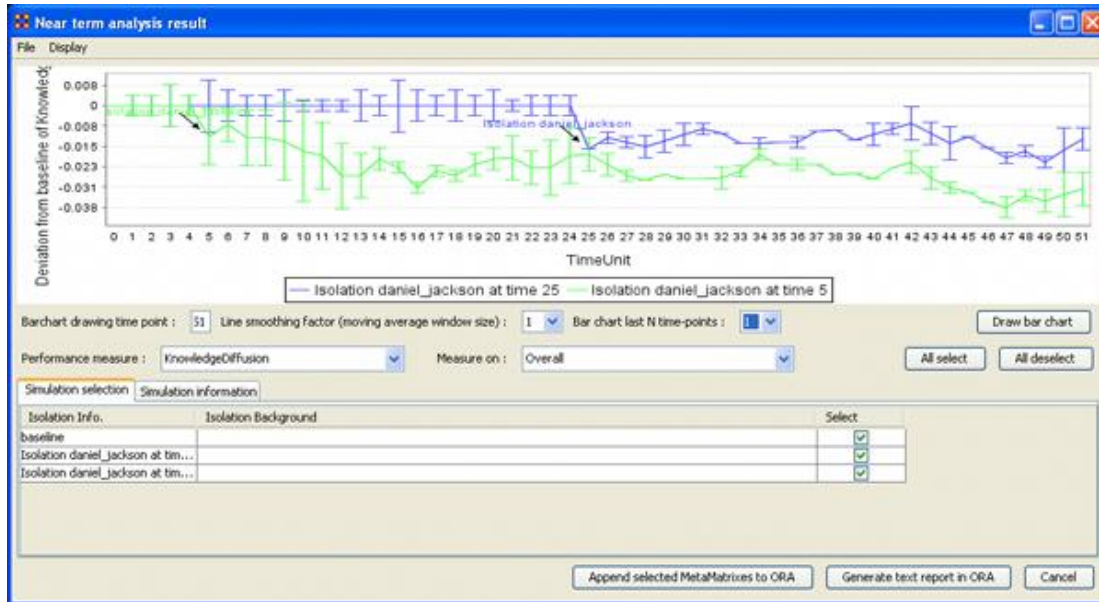 Near term analysis result
File Display
Deviation from baseline of Knowledg
0.008
0
-0.008
-0.015
-0.023
-0.031
-0.038
Isolation daniel_jackson
Isolation daniel_jackson
0 1 2 3 4 5 6 7 8 9 10 11 12 13 14 15 16 17 18 19 20 21 22 23 24 25 26 27 28 29 30 31 32 33 34 35 36 37 38 39 40 41 42 43 44 45 46 47 48 49 50 51
TimeUnit
Isolation daniel_jackson at time 25 Isolation daniel_jackson at time 5
Barchart drawing time point : 51 Line smoothing factor (moving average window size) : 1 Bar chart last N time-points : 1 Draw bar chart
Performance measure : KnowledgeDiffusion Measure on : Overall All select All deselect
Simulation selection Simulation information
Isolation Info. Isolation Background Select
baseline
Isolation daniel_jackson at tim...
Isolation daniel_jackson at tim...
Append selected MetaMatrixes to ORA Generate text report in ORA Cancel